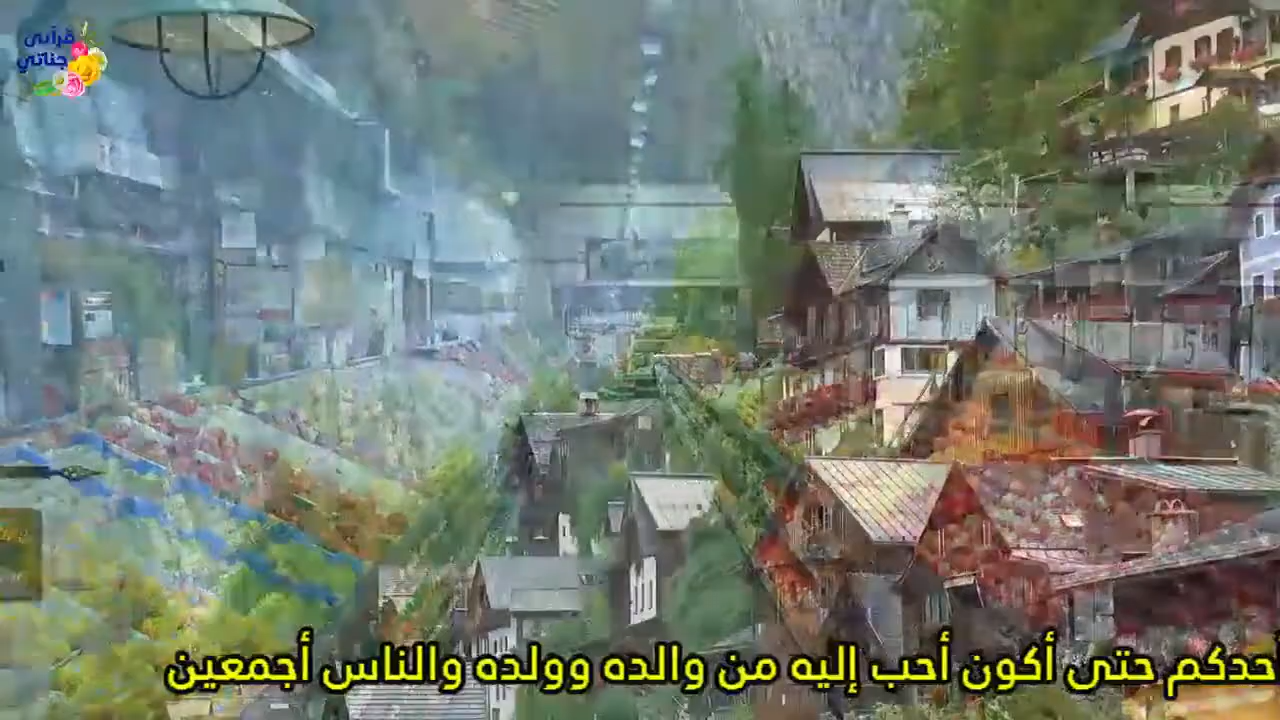 قرآني
جناتي
أحدكم حتى أكون أحب إليه من والده وولده والناس أجمعين